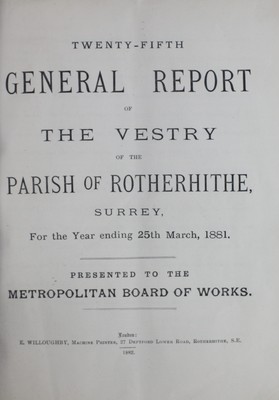 TWENTY-FIFTH
GENERAL REPORT
OF
THE VESTRY
OF THE
PARISH OF ROTHERHITHE,
SURREY,
For the Year ending 25th March, 1881.
PRESENTED TO THE
METROPOLITAN BOARD OF WORKS.
London:
E. WILLOUGHBY, MACHINE PRINTER, 27 DEPTFORD LOWER ROAD, ROTHERHITHE, S.E.
1882.